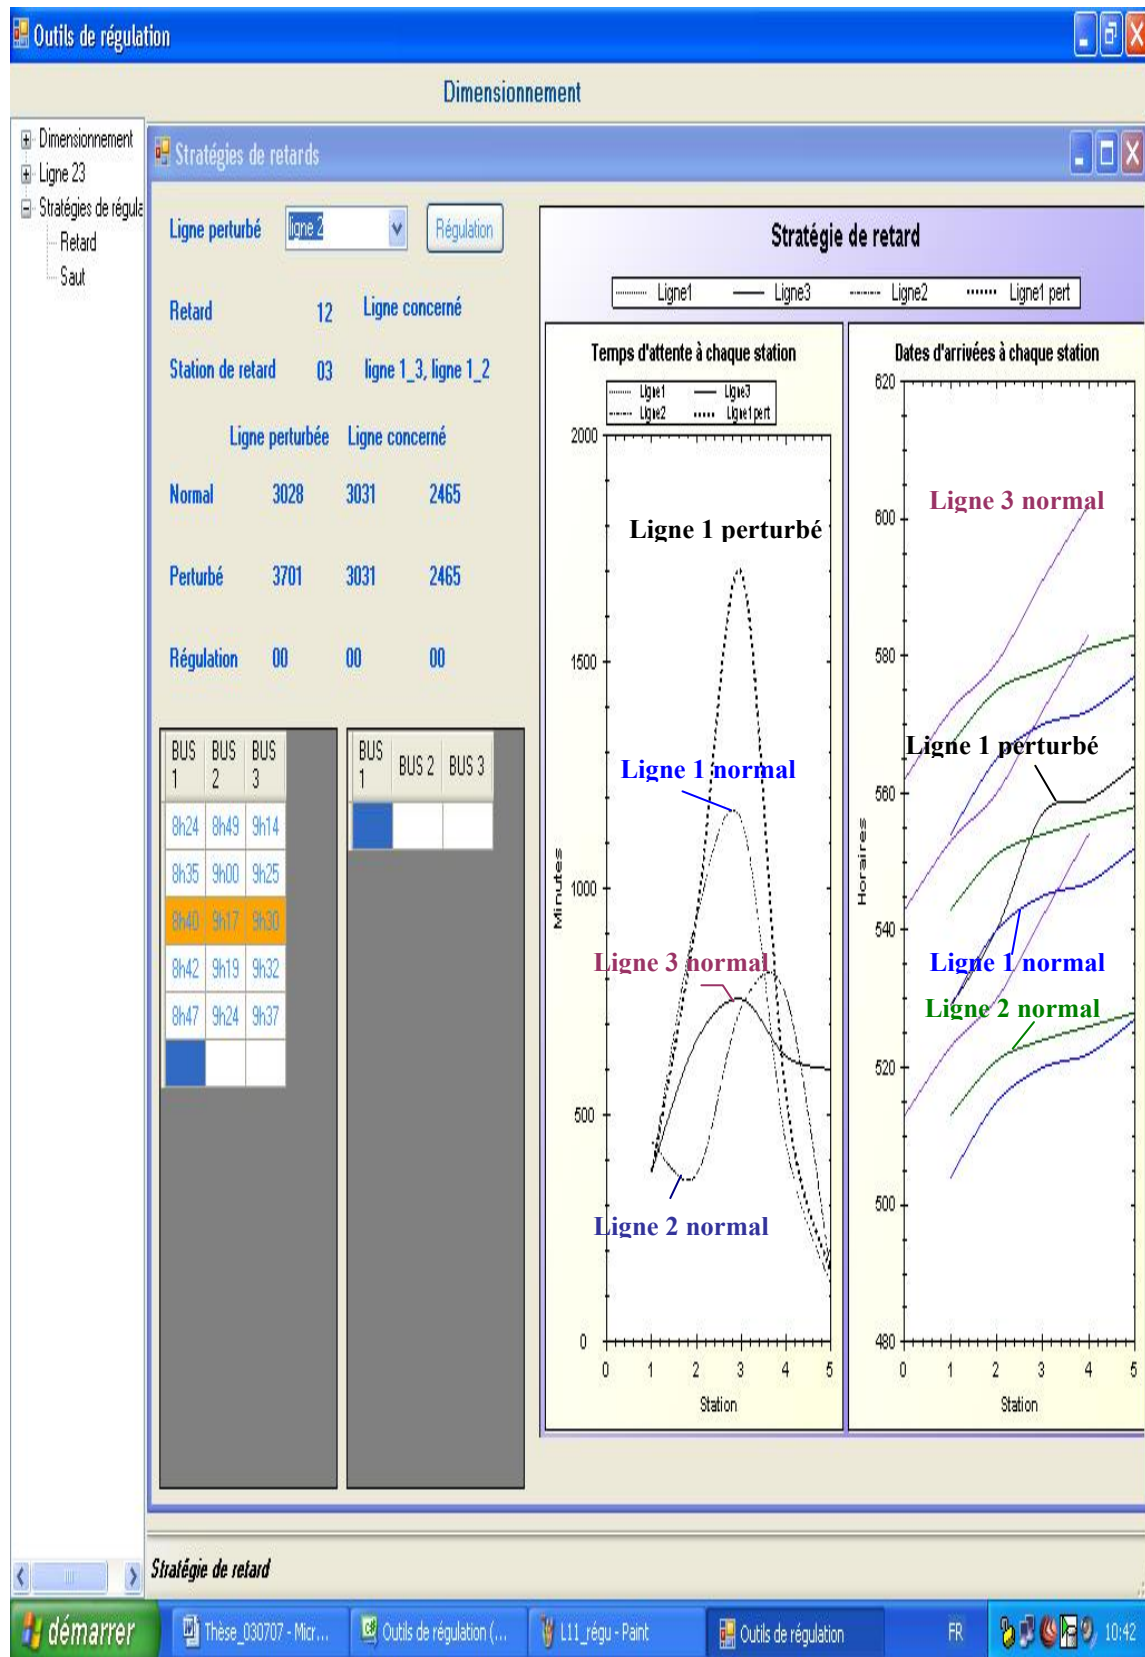 Outils de régulation
Dimensionnement
Dimensionnement
Ligne 23
Stratégies de régula
Retard
Saut
Stratégies de retards
Ligne perturbé
ligne 2
Régulation
Retard 12 Ligne concerné
Station de retard 03 ligne 1_3, ligne 1_2
Ligne perturbée Ligne concerné
Normal 3028 3031 2465
Perturbé 3701 3031 2465
Régulation 00 00 00
BUS 1 BUS 2 BUS 3
8h24 8h49 9h14
8h35 9h00 9h25
8h40 9h17 9h30
8h42 9h19 9h32
8h47 9h24 9h37
BUS 1 BUS 2 BUS 3
Stratégie de retard
Ligne1 Ligne3 Ligne2 Ligne1 pert
Temps d'attente à chaque station
Ligne1 Ligne3
Ligne2 Ligne1 pert
2000
1500
1000
500
0
Minutes
Ligne 1 perturbé
Ligne 1 normal
Ligne 3 normal
Ligne 2 normal
0 1 2 3 4 5
Station
Dates d'arrivées à chaque station
620
600
580
560
540
520
500
480
Horaires
Ligne 3 normal
Ligne 1 perturbé
Ligne 1 normal
Ligne 2 normal
0 1 2 3 4 5
Station
Stratégie de retard
démarrer
Thèse_030707 - Micr...
Outils de régulation (...
L11_régu - Paint
Outils de régulation
FR
10:42